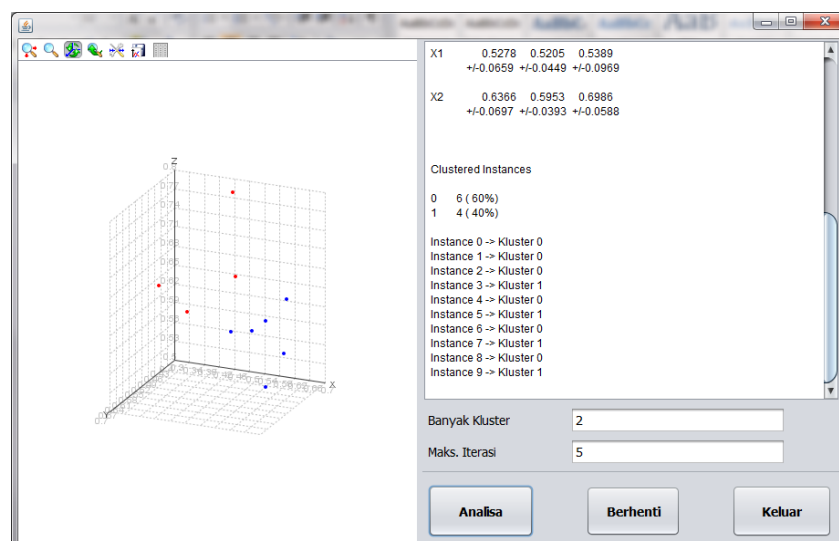 X1 0.5278 0.5205 0.5389
+/-0.0659 +/-0.0449 +/-0.0969
X2 0.6366 0.5953 0.6986
+/-0.0697 +/-0.0393 +/-0.0588
Clustered Instances
0 6 ( 60%)
1 4 ( 40%)
Instance 0 -> Kluster 0
Instance 1 -> Kluster 0
Instance 2 -> Kluster 0
Instance 3 -> Kluster 1
Instance 4 -> Kluster 0
Instance 5 -> Kluster 1
Instance 6 -> Kluster 0
Instance 7 -> Kluster 1
Instance 8 -> Kluster 0
Instance 9 -> Kluster 1
Banyak Kluster 2
Maks. Iterasi 5
Analisa Berhenti Keluar
Z
0.77
0.74
X